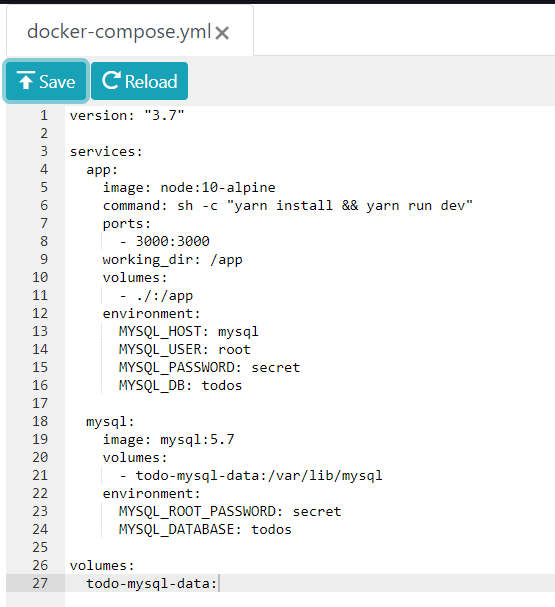 docker-compose.yml
Save Reload
1 version: "3.7"
2
3 services:
4   app:
5     image: node:10-alpine
6     command: sh -c "yarn install && yarn run dev"
7     ports:
8       - 3000:3000
9     working_dir: /app
10     volumes:
11       - ./:/app
12     environment:
13       MYSQL_HOST: mysql
14       MYSQL_USER: root
15       MYSQL_PASSWORD: secret
16       MYSQL_DB: todos
17
18   mysql:
19     image: mysql:5.7
20     volumes:
21       - todo-mysql-data:/var/lib/mysql
22     environment:
23       MYSQL_ROOT_PASSWORD: secret
24       MYSQL_DATABASE: todos
25
26 volumes:
27   todo-mysql-data: